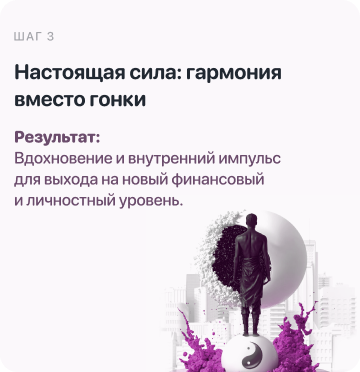 ШАГ 3
Настоящая сила: гармония
вместо гонки
Результат:
Вдохновение и внутренний импульс
для выхода на новый финансовый
и личностный уровень.